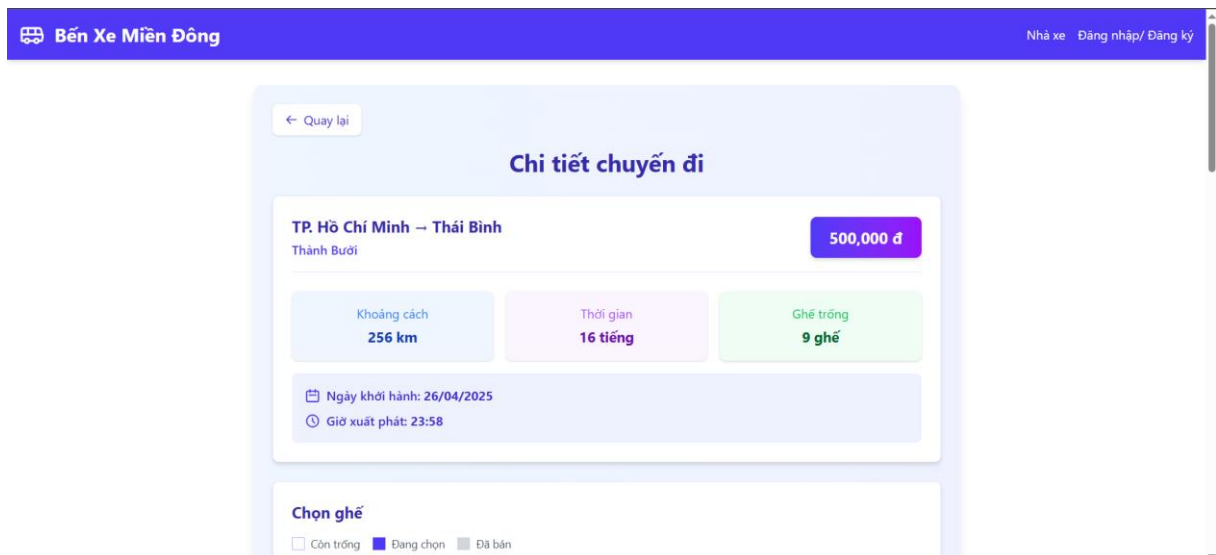 Bến Xe Miền Đông
Nhà xe Đăng nhập/ Đăng ký
← Quay lại
Chi tiết chuyến đi
TP. Hồ Chí Minh → Thái Bình
Thành Bưởi
500,000 đ
Khoảng cách
256 km
Thời gian
16 tiếng
Ghế trống
9 ghế
Ngày khởi hành: 26/04/2025
Giờ xuất phát: 23:58
Chọn ghế
Còn trống Đang chọn Đã bán